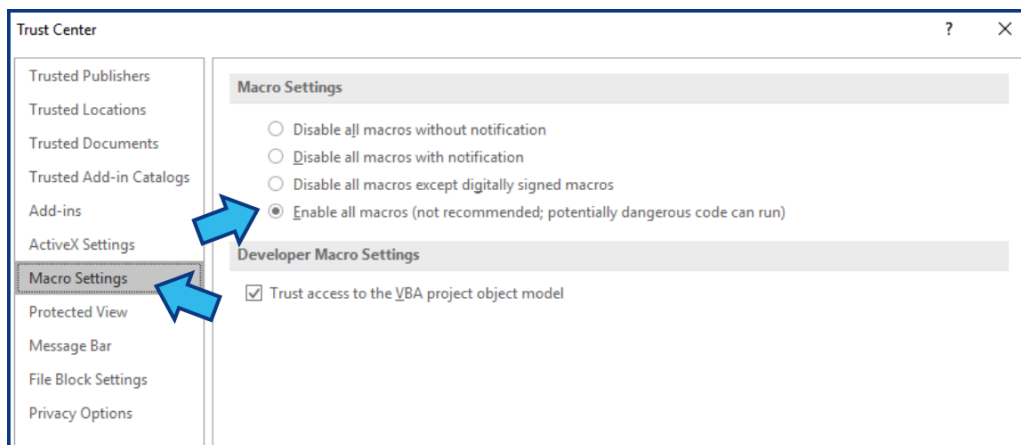 Trust Center
?
Trusted Publishers
Trusted Locations
Trusted Documents
Trusted Add-in Catalogs
Add-ins
ActiveX Settings
Macro Settings
Protected View
Message Bar
File Block Settings
Privacy Options
Macro Settings
Disable all macros without notification
Disable all macros with notification
Disable all macros except digitally signed macros
Enable all macros (not recommended; potentially dangerous code can run)
Developer Macro Settings
Trust access to the VBA project object model